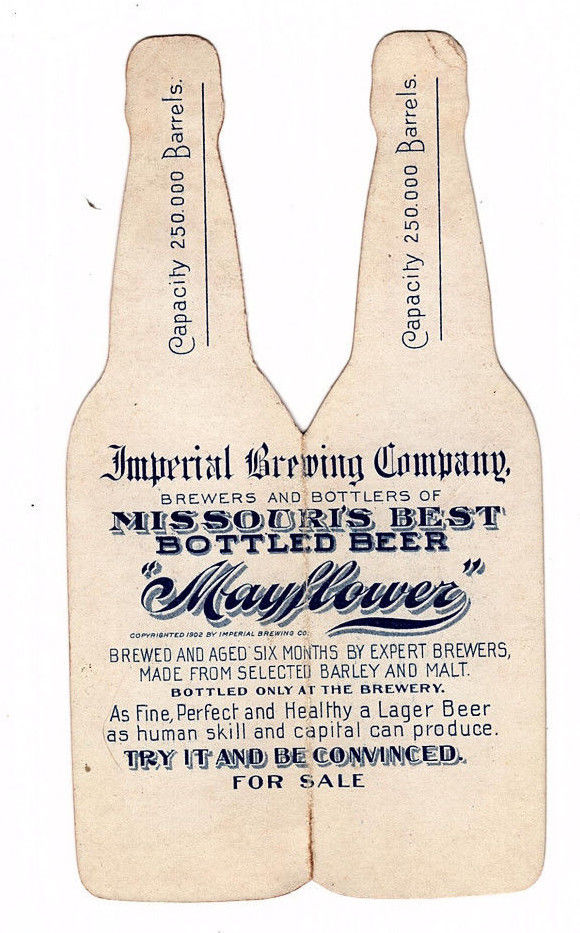 Capacity 250.000 Barrels.
Capacity 250.000 Barrels.
Imperial Brewing Company,
BREWERS AND BOTTLERS OF
MISSOURI'S BEST
BOTTLED BEER
"Mayflower"
COPYRIGHTED 1902 BY IMPERIAL BREWING CO.
BREWED AND AGED SIX MONTHS BY EXPERT BREWERS,
MADE FROM SELECTED BARLEY AND MALT.
BOTTLED ONLY AT THE BREWERY.
As Fine, Perfect and Healthy a Lager Beer
as human skill and capital can produce.
TRY IT AND BE CONVINCED.
FOR SALE